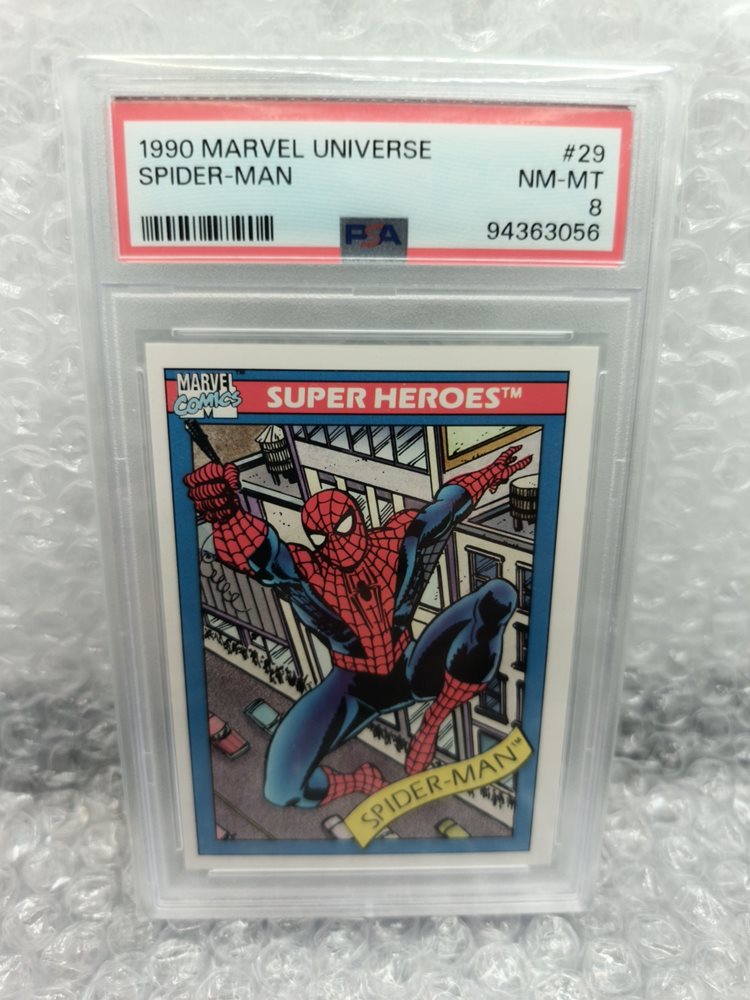 1990 MARVEL UNIVERSE #29
SPIDER-MAN NM-MT
8
PSA 94363056
MARVEL
COMICS
SUPER HEROES™
SPIDER-MAN™